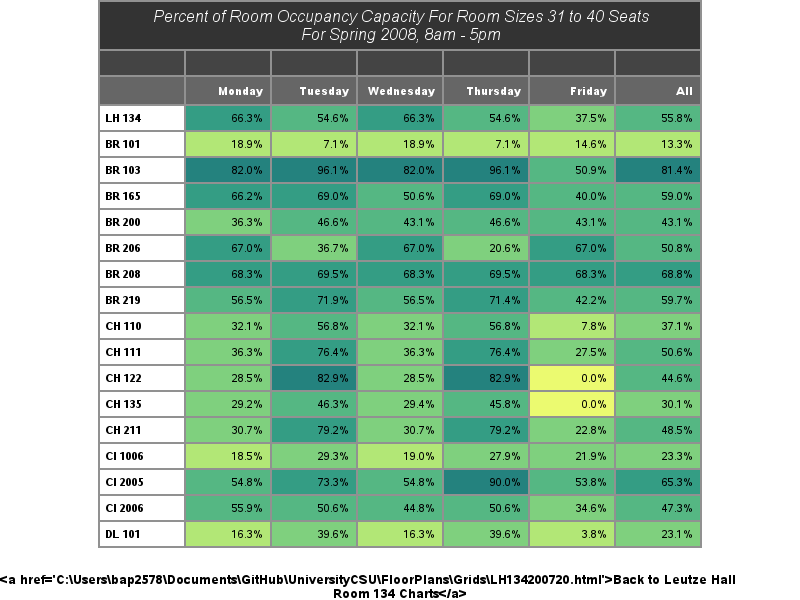 Percent of Room Occupancy Capacity For Room Sizes 31 to 40 Seats
For Spring 2008, 8am - 5pm
Monday Tuesday Wednesday Thursday Friday All
LH 134 66.3% 54.6% 66.3% 54.6% 37.5% 55.8%
BR 101 18.9% 7.1% 18.9% 7.1% 14.6% 13.3%
BR 103 82.0% 96.1% 82.0% 96.1% 50.9% 81.4%
BR 165 66.2% 69.0% 50.6% 69.0% 40.0% 59.0%
BR 200 36.3% 46.6% 43.1% 46.6% 43.1% 43.1%
BR 206 67.0% 36.7% 67.0% 20.6% 67.0% 50.8%
BR 208 68.3% 69.5% 68.3% 69.5% 68.3% 68.8%
BR 219 56.5% 71.9% 56.5% 71.4% 42.2% 59.7%
CH 110 32.1% 56.8% 32.1% 56.8% 7.8% 37.1%
CH 111 36.3% 76.4% 36.3% 76.4% 27.5% 50.6%
CH 122 28.5% 82.9% 28.5% 82.9% 0.0% 44.6%
CH 135 29.2% 46.3% 29.4% 45.8% 0.0% 30.1%
CH 211 30.7% 79.2% 30.7% 79.2% 22.8% 48.5%
CI 1006 18.5% 29.3% 19.0% 27.9% 21.9% 23.3%
CI 2005 54.8% 73.3% 54.8% 90.0% 53.8% 65.3%
CI 2006 55.9% 50.6% 44.8% 50.6% 34.6% 47.3%
DL 101 16.3% 39.6% 16.3% 39.6% 3.8% 23.1%
<a href='C:\Users\bap2578\Documents\GitHub\UniversityCSU\FloorPlans\Grids\LH134200720.html'>Back to Leutze Hall
Room 134 Charts</a>